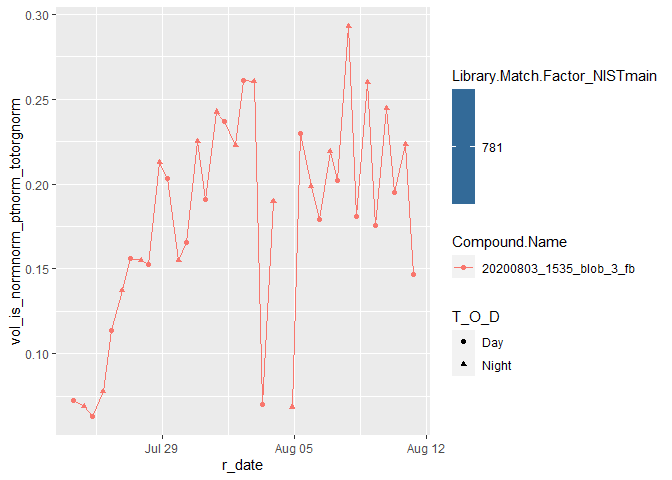 0.30
0.25
0.20
0.15
0.10
vol_is_normnorm_ptnorm_totorgnorm
Jul 29
Aug 05
Aug 12
r_date
Library.Match.Factor_NISTmain
781
Compound.Name
20200803_1535_blob_3_fb
T_O_D
Day
Night